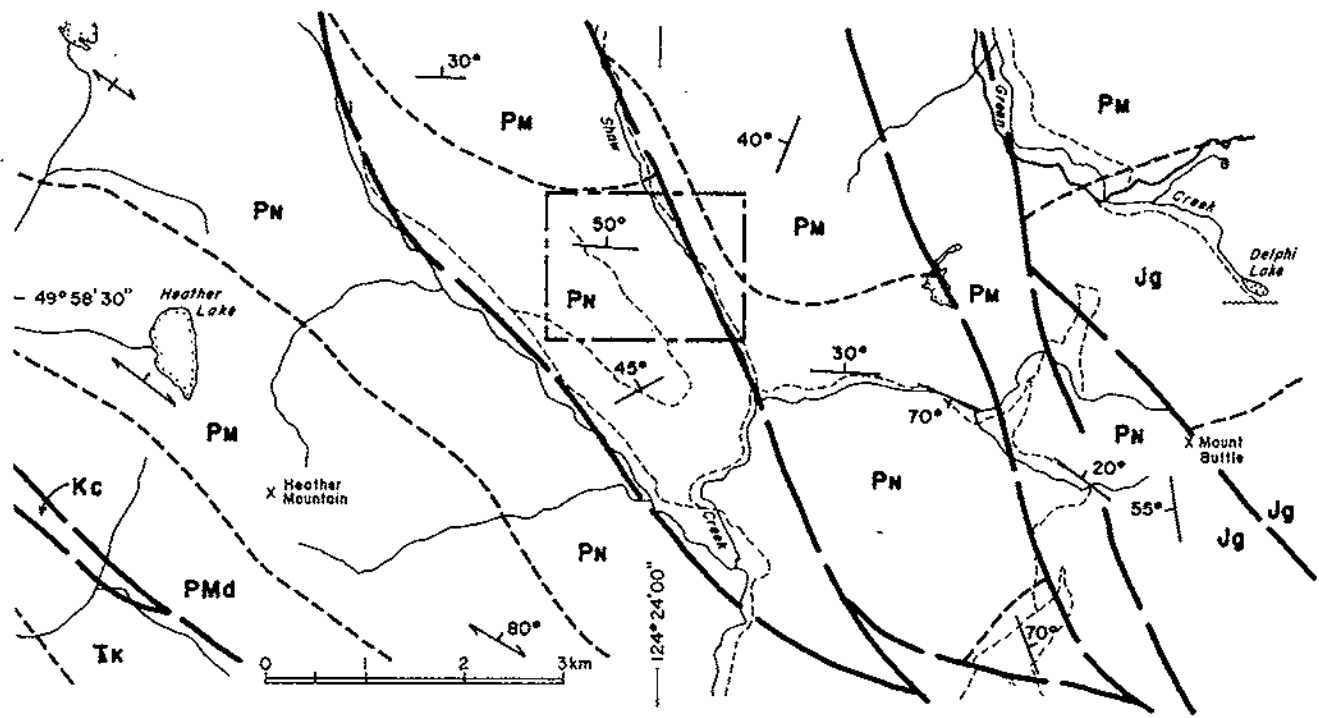 30°
PM
Shaw
40°
Green
PM
PN
50°
PM
Creek
Delphi
Lake
49°58'30"
Heather
Lake
PN
PM
Jg
45°
30°
70°
PM
PN
Mount
Buttle
20°
Kc
Heather
Mountain
PN
55°
Jg
Jg
PN
Creek
PMd
124°24'00"
80°
70°
TK
0 1 2 3km